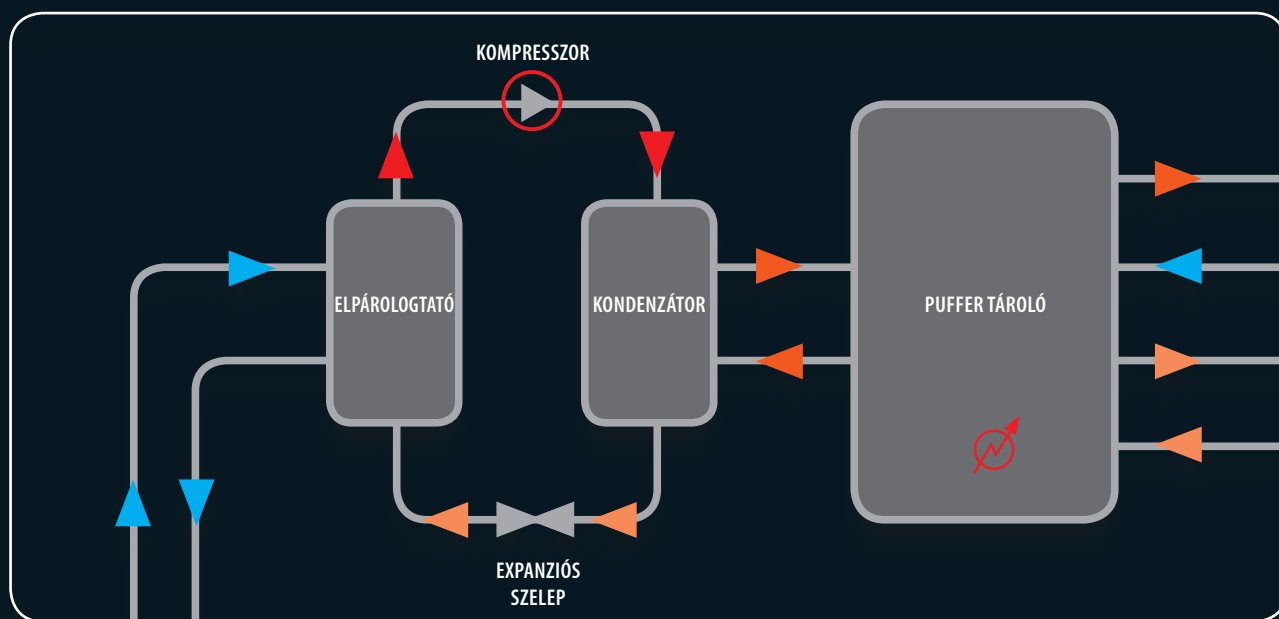 KOMPRESSZOR
ELPÁROLOGTATÓ
KONDENZÁTOR
PUFFER TÁROLÓ
EXPANZIÓS
SZELEP